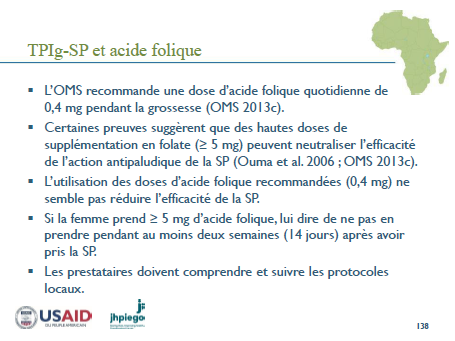 TPIg-SP et acide folique
▪ L'OMS recommande une dose d'acide folique quotidienne de
0,4 mg pendant la grossesse (OMS 2013c).
▪ Certaines preuves suggèrent que des hautes doses de
supplémentation en folate (≥ 5 mg) peuvent neutraliser l'efficacité
de l'action antipaludique de la SP (Ouma et al. 2006 ; OMS 2013c).
▪ L'utilisation des doses d'acide folique recommandées (0,4 mg) ne
semble pas réduire l'efficacité de la SP.
▪ Si la femme prend ≥ 5 mg d'acide folique, lui dire de ne pas en
prendre pendant au moins deux semaines (14 jours) après avoir
pris la SP.
▪ Les prestataires doivent comprendre et suivre les protocoles
locaux.
USAID
jhpiego
138